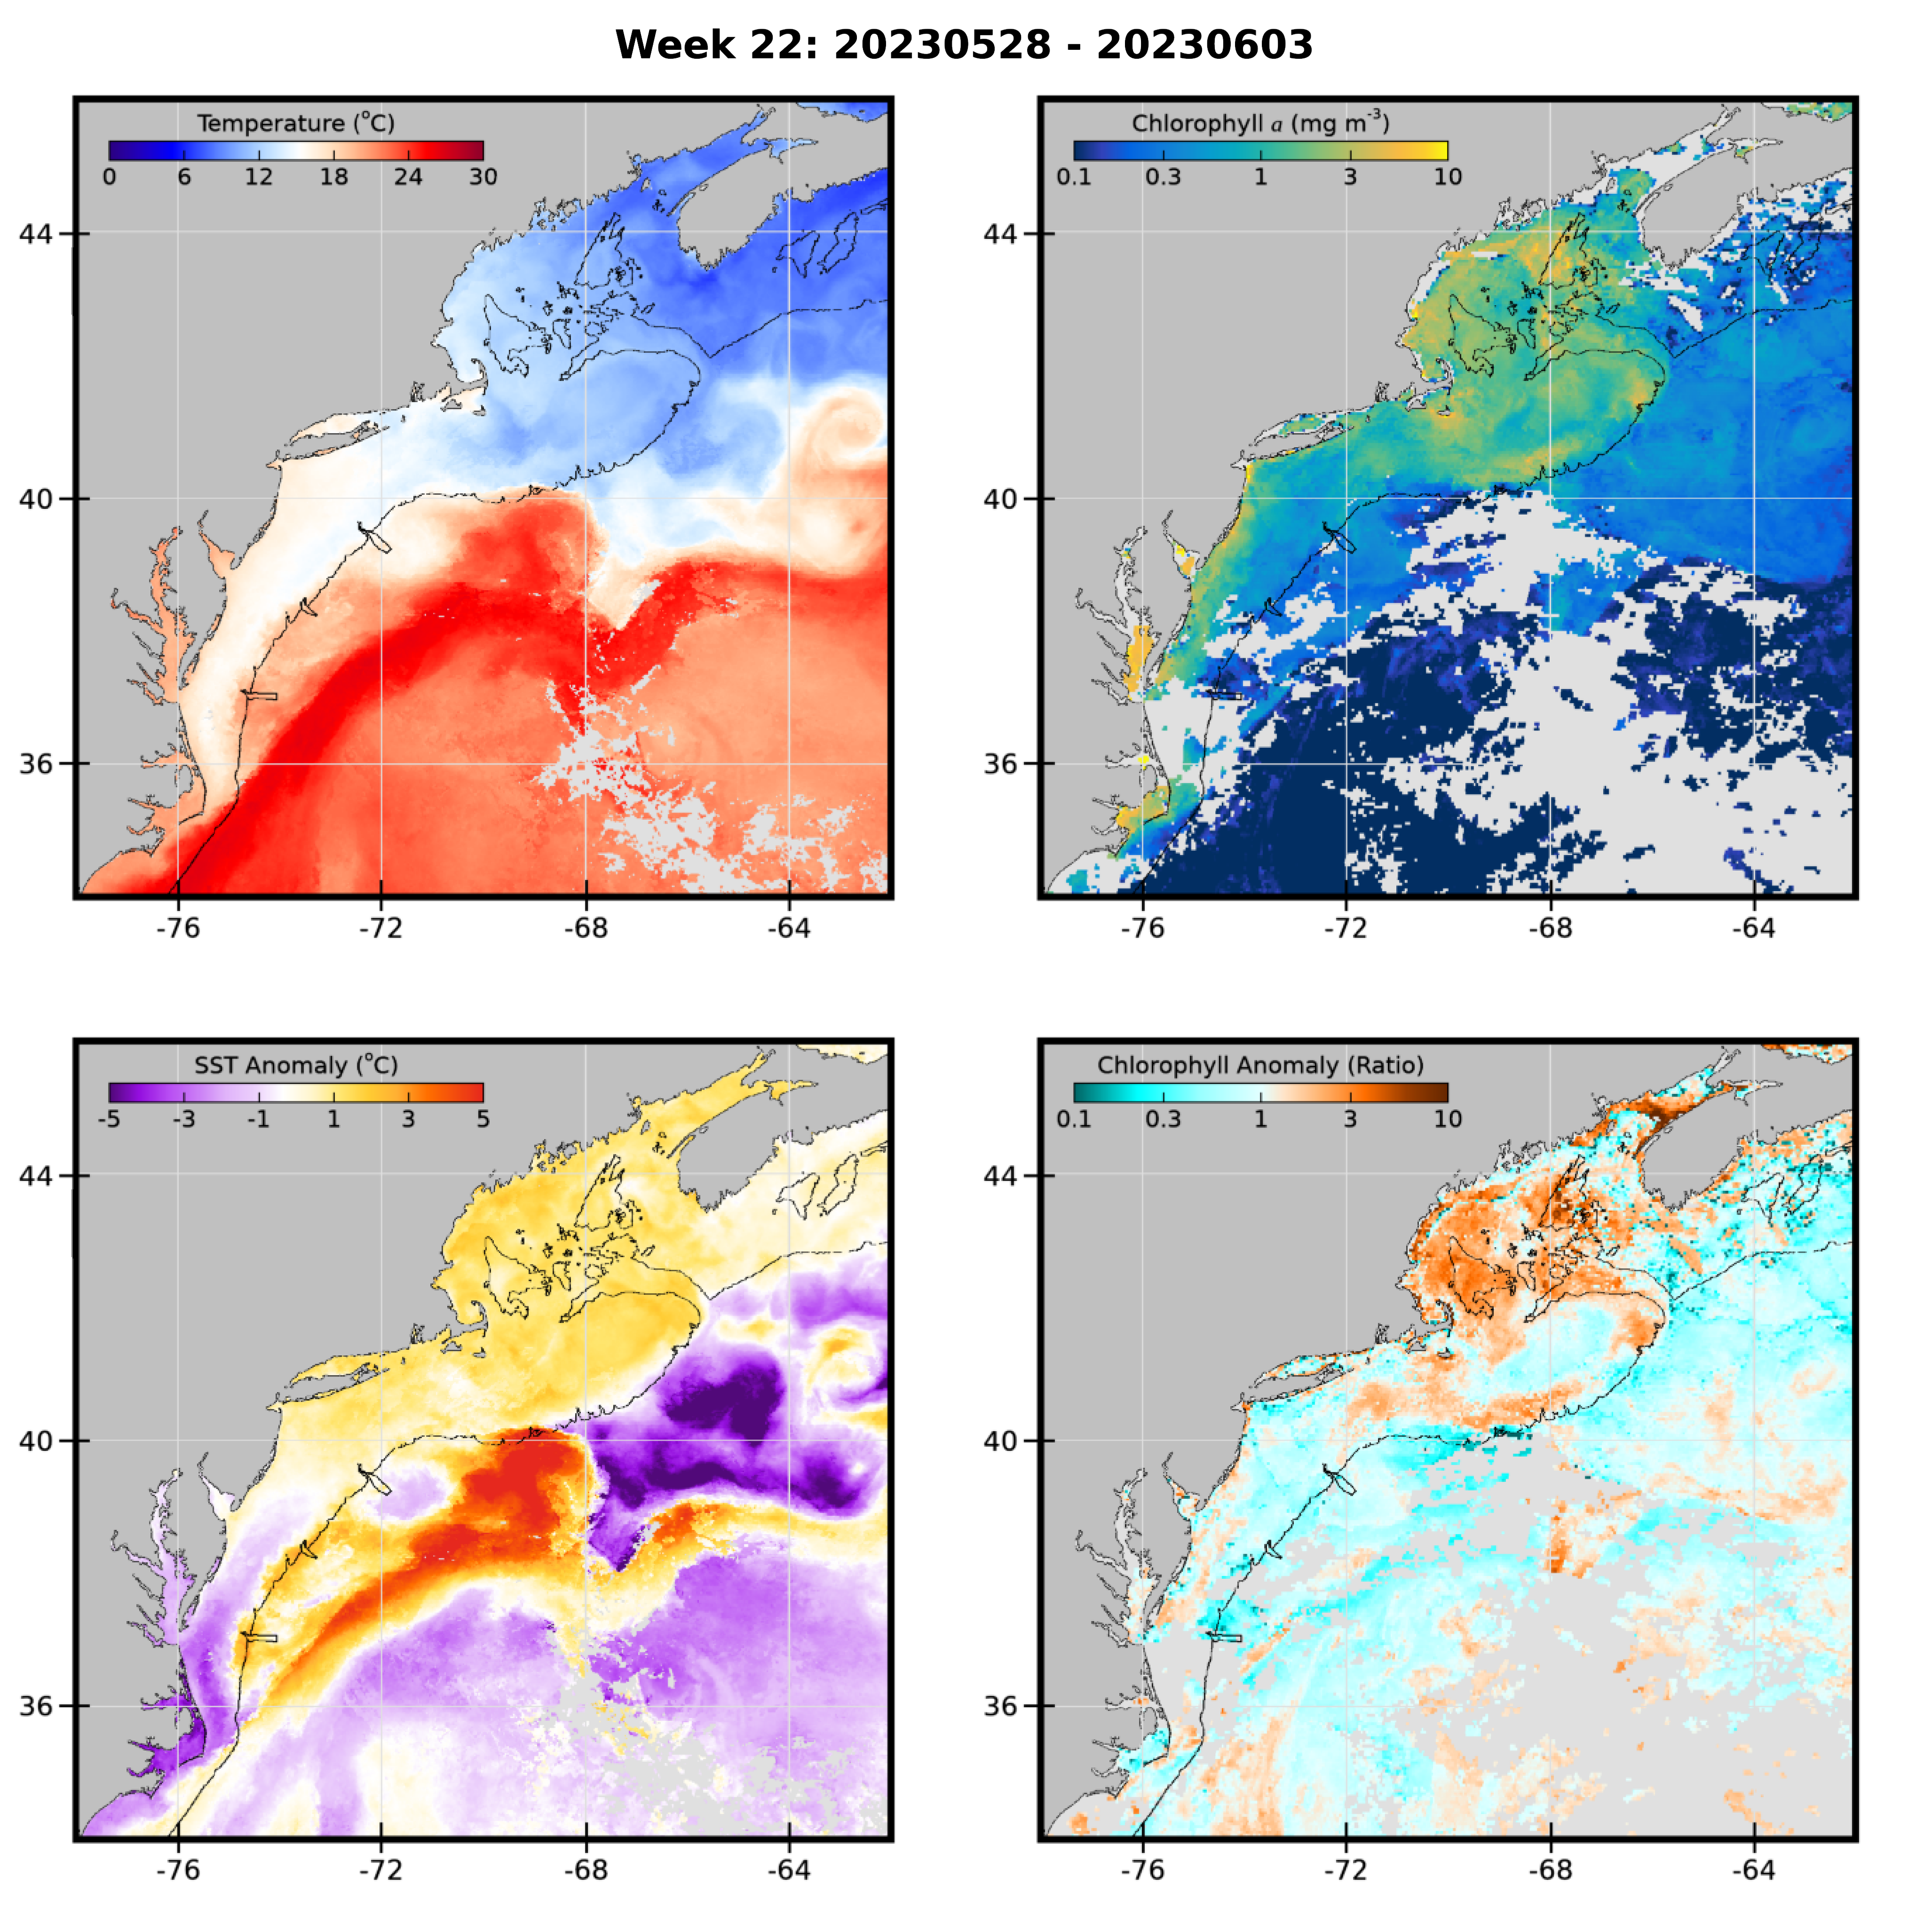 Week 22: 20230528 - 20230603
Temperature (°C)
0 6 12 18 24 30
44
40
36
-76 -72 -68 -64
Chlorophyll a (mg m⁻³)
0.1 0.3 1 3 10
44
40
36
-76 -72 -68 -64
SST Anomaly (°C)
-5 -3 -1 1 3 5
44
40
36
-76 -72 -68 -64
Chlorophyll Anomaly (Ratio)
0.1 0.3 1 3 10
44
40
36
-76 -72 -68 -64